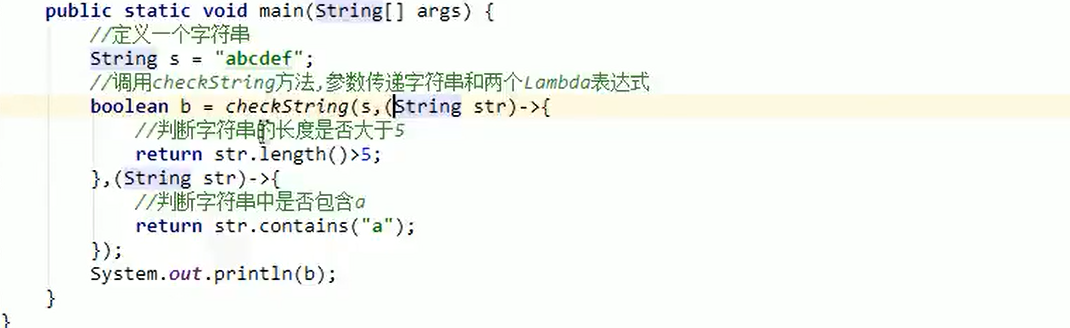 public static void main(String[] args) {
//定义一个字符串
String s = "abcdef";
//调用checkString方法,参数传递字符串和两个Lambda表达式
boolean b = checkString(s,(String str)->{
//判断字符串的长度是否大于5
return str.length()>5;
},(String str)->{
//判断字符串中是否包含a
return str.contains("a");
});
System.out.println(b);
}
}